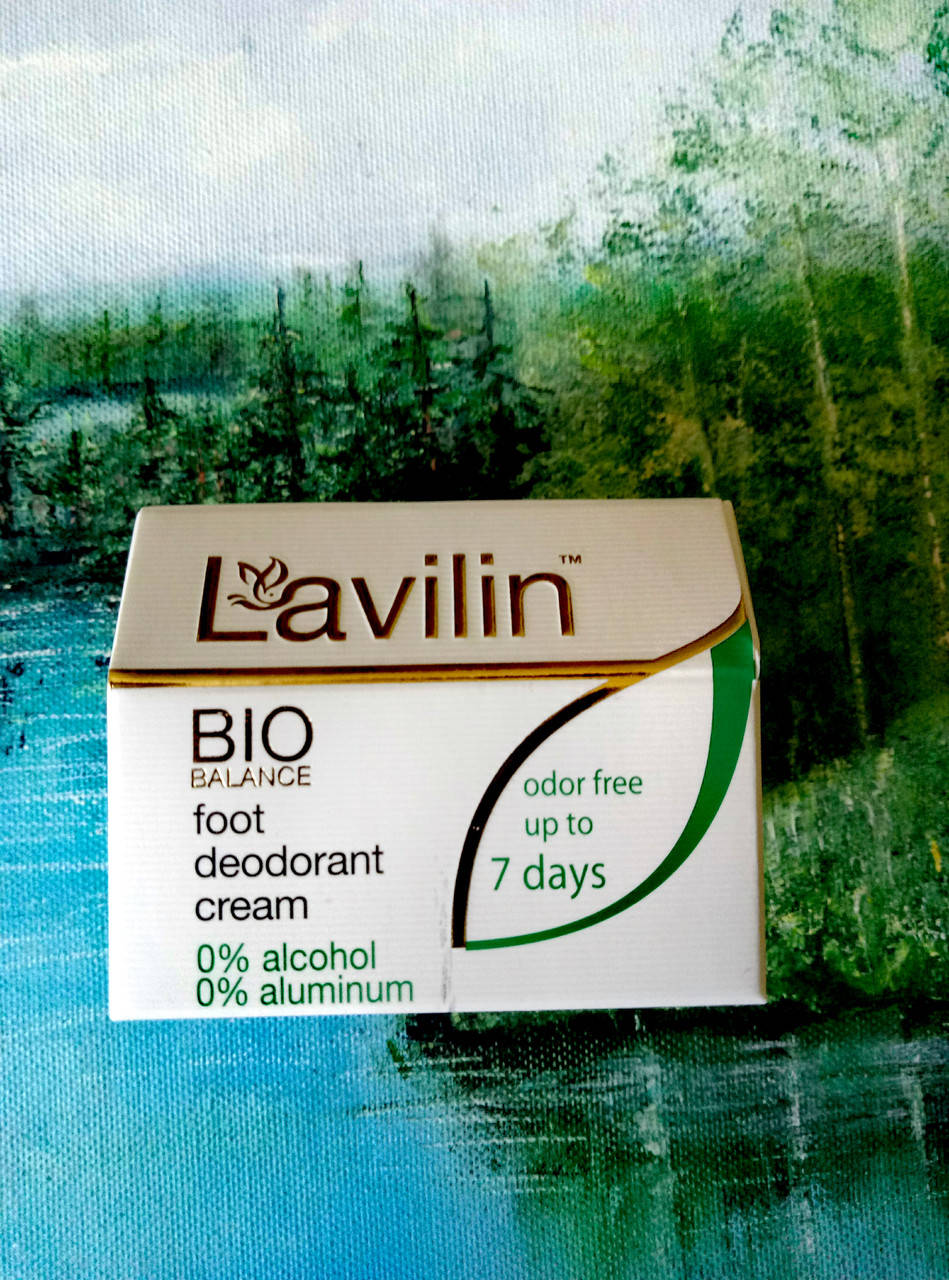 Lavilin™
BIO
BALANCE
foot
deodorant
cream
0% alcohol
0% aluminum
odor free
up to
7 days